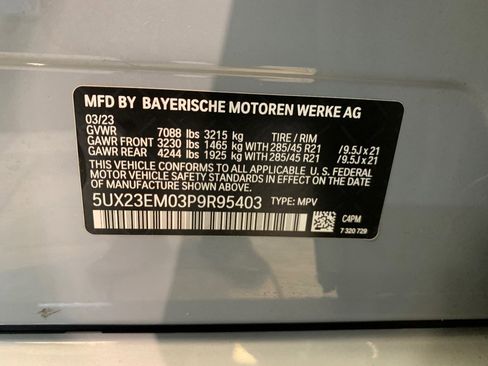 MFD BY BAYERISCHE MOTOREN WERKE AG
03/23
GVWR 7088 lbs 3215 kg TIRE / RIM
GAWR FRONT 3230 lbs 1465 kg WITH 285/45 R21 /9.5J x 21
GAWR REAR 4244 lbs 1925 kg WITH 285/45 R21 /9.5J x 21
THIS VEHICLE CONFORMS TO ALL APPLICABLE U. S. FEDERAL
MOTOR VEHICLE SAFETY STANDARDS IN EFFECT ON THE
DATE OF MANUFACTURE SHOWN ABOVE.
5UX23EM03P9R95403 TYPE: MPV
C4PM
7 320 729